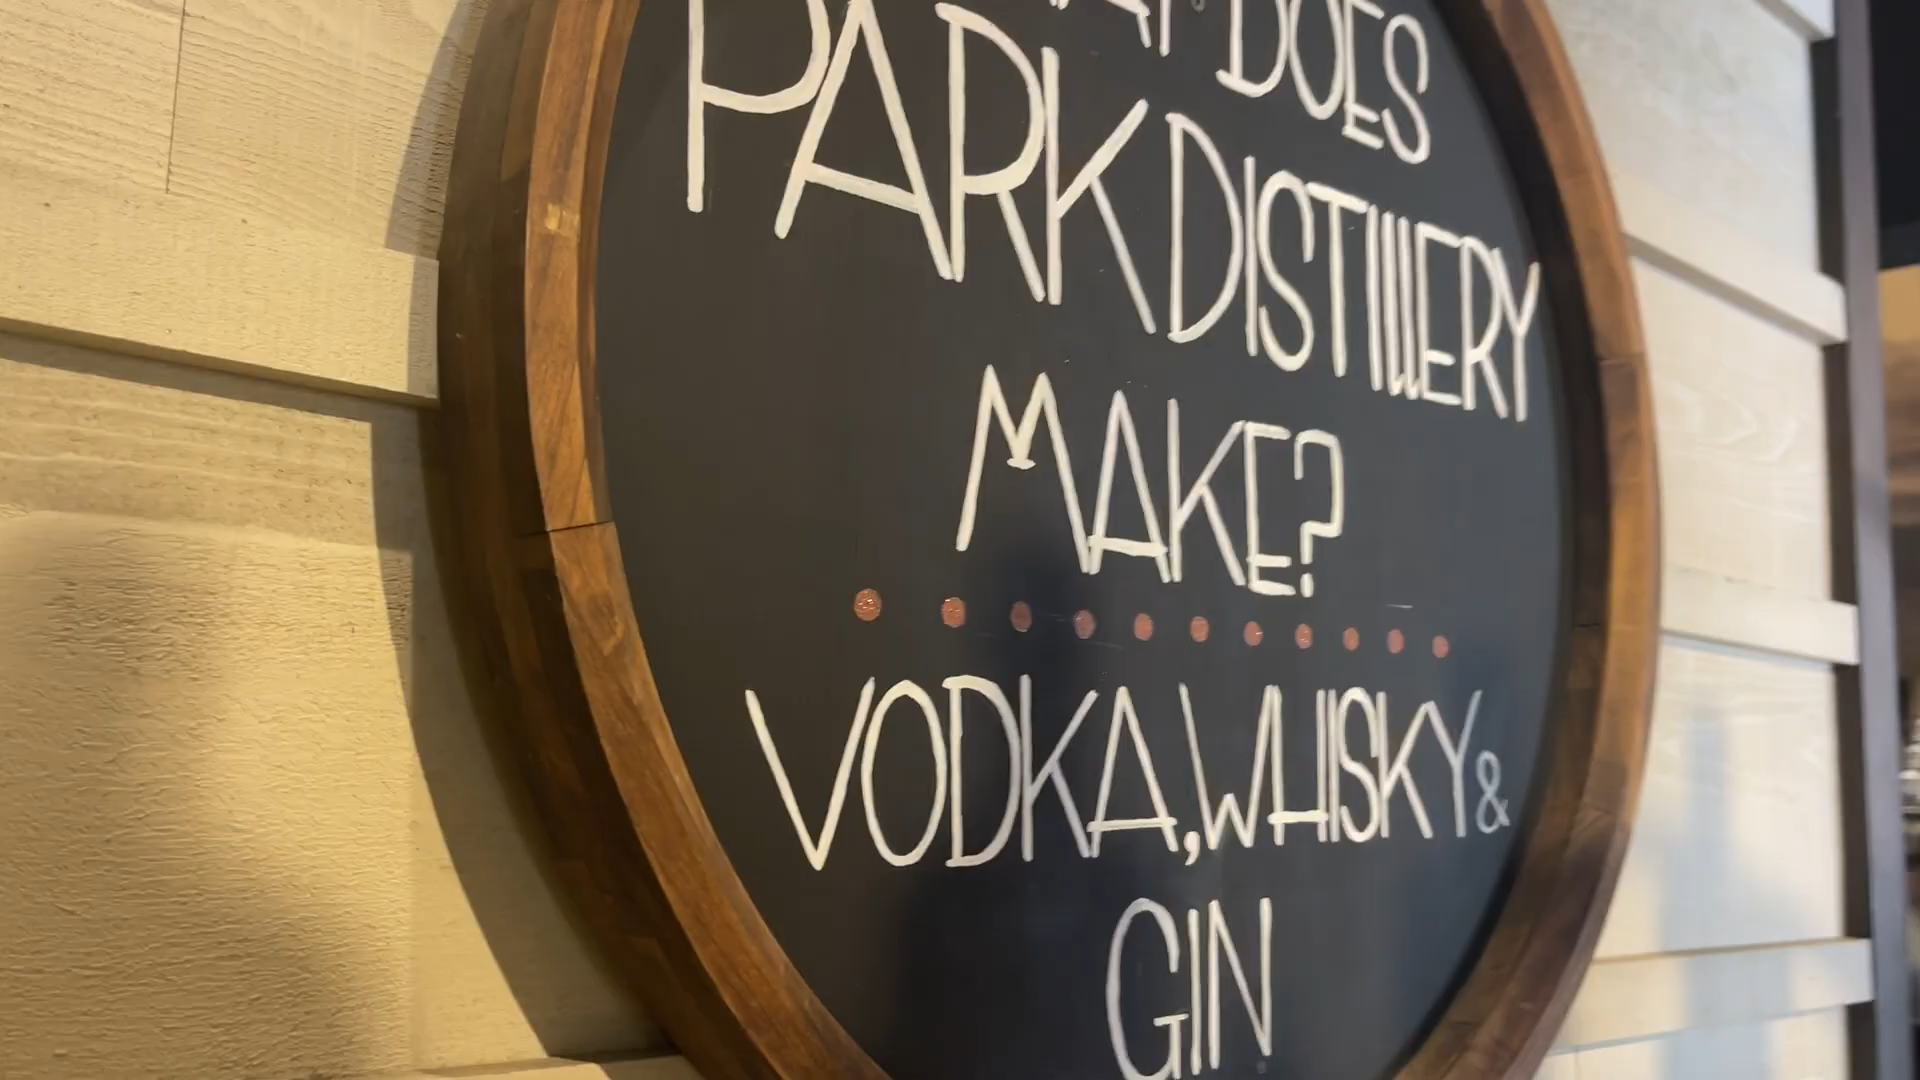 DOES
PARK DISTILLERY
MAKE?
VODKA, WHISKY &
GIN